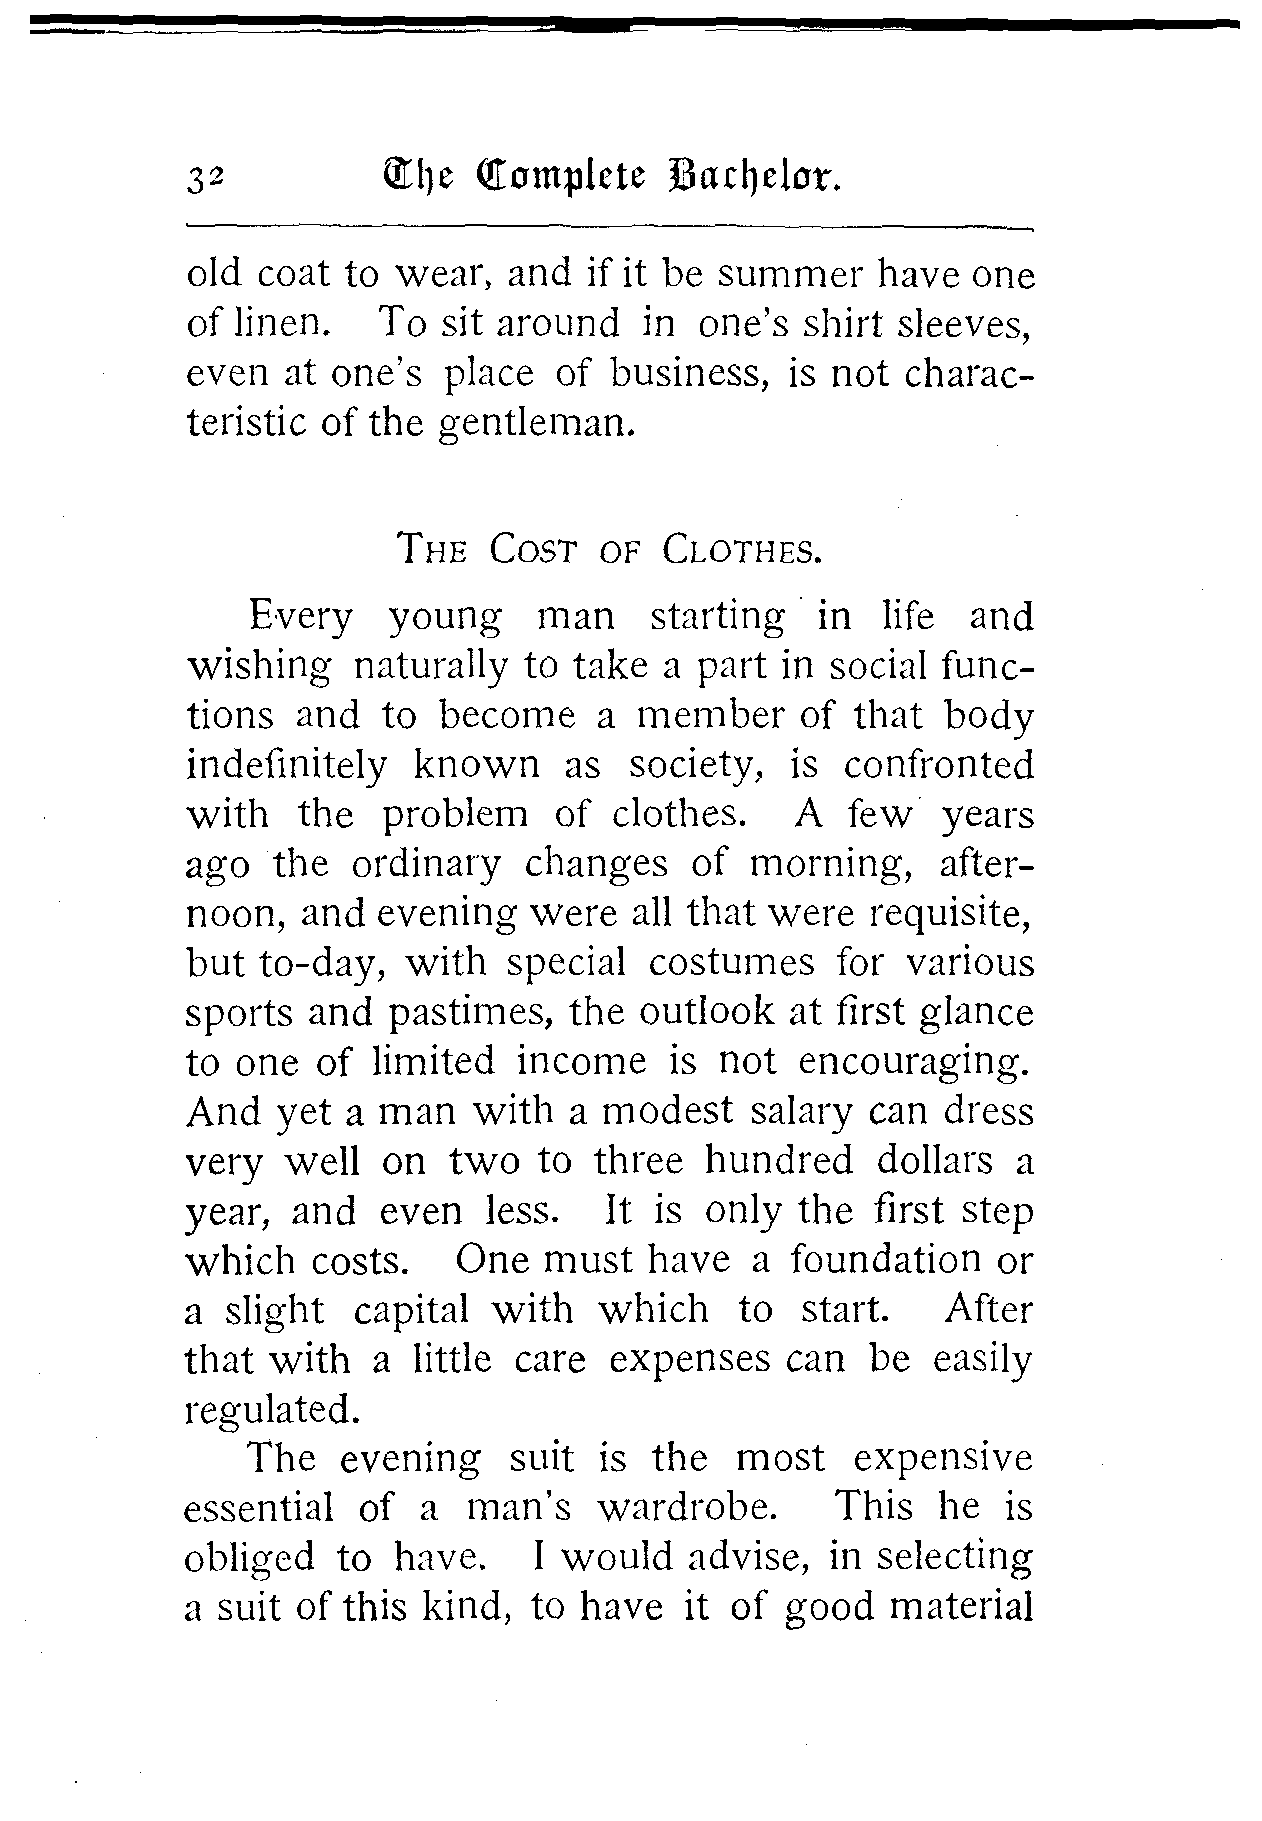 32 The Complete Bachelor.
old coat to wear, and if it be summer have one
of linen. To sit around in one's shirt sleeves,
even at one's place of business, is not charac-
teristic of the gentleman.
THE COST OF CLOTHES.
Every young man starting in life and
wishing naturally to take a part in social func-
tions and to become a member of that body
indefinitely known as society, is confronted
with the problem of clothes. A few years
ago the ordinary changes of morning, after-
noon, and evening were all that were requisite,
but to-day, with special costumes for various
sports and pastimes, the outlook at first glance
to one of limited income is not encouraging.
And yet a man with a modest salary can dress
very well on two to three hundred dollars a
year, and even less. It is only the first step
which costs. One must have a foundation or
a slight capital with which to start. After
that with a little care expenses can be easily
regulated.
The evening suit is the most expensive
essential of a man's wardrobe. This he is
obliged to have. I would advise, in selecting
a suit of this kind, to have it of good material